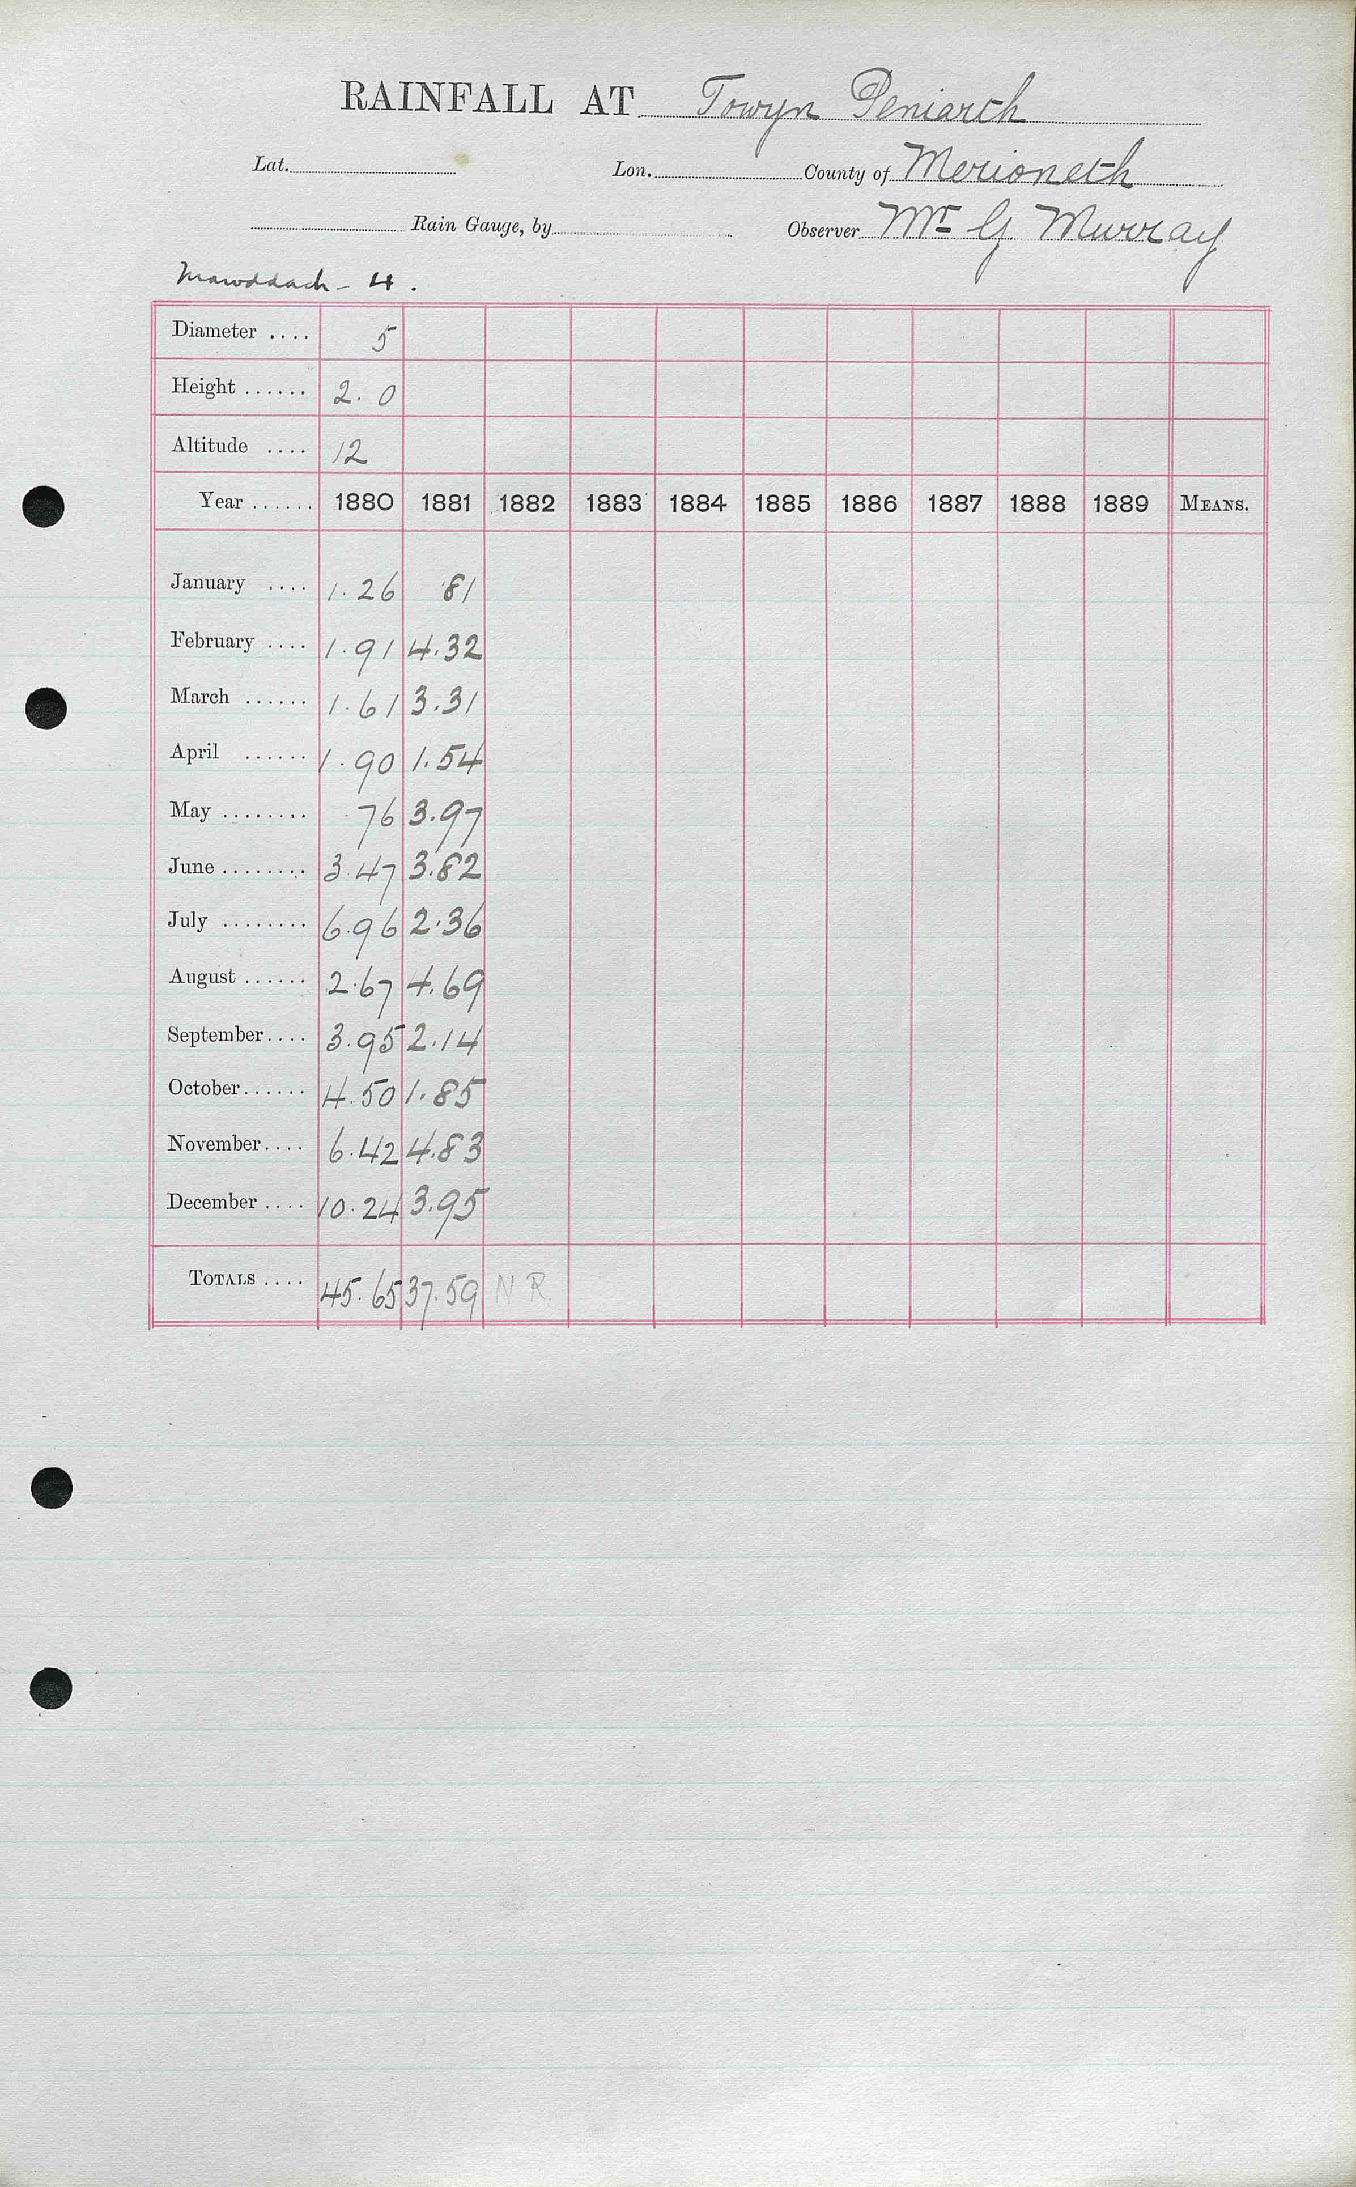 RAINFALL AT Towyn Peniarth
Lat. Lon. County of Merioneth
Rain Gauge, by Observer Mr G Murray
Mawddach - 4.
Diameter .... 5
Height ...... 2. 0
Altitude .... 12
Year ...... 1880 1881 1882 1883 1884 1885 1886 1887 1888 1889 MEANS.
January .... 1.26 .81
February .... 1.91 4.32
March ...... 1.61 3.31
April ...... 1.90 1.54
May ........ .76 3.97
June ........ 3.47 3.82
July ........ 6.96 2.36
August ...... 2.67 4.69
September.... 3.95 2.14
October...... 4.50 1.85
November.... 6.42 4.83
December .... 10.24 3.95
TOTALS .... 45.65 37.59 N R.